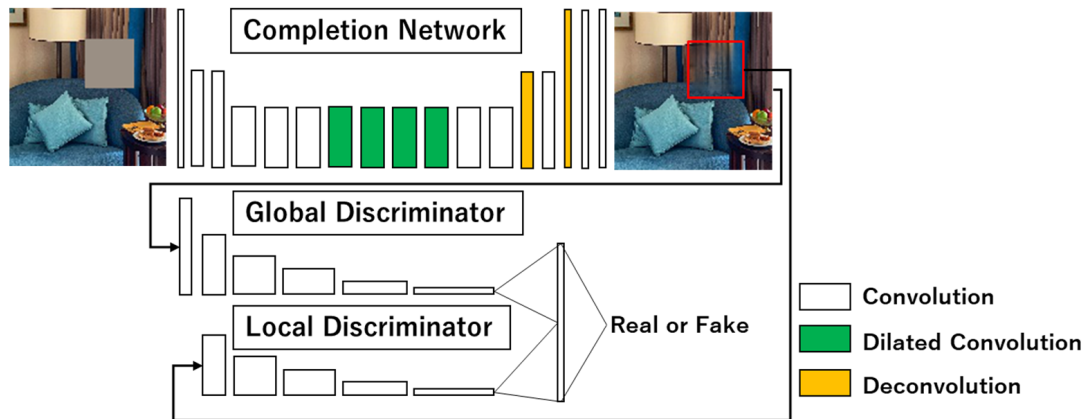 Completion Network
Global Discriminator
Local Discriminator
Real or Fake
Convolution
Dilated Convolution
Deconvolution